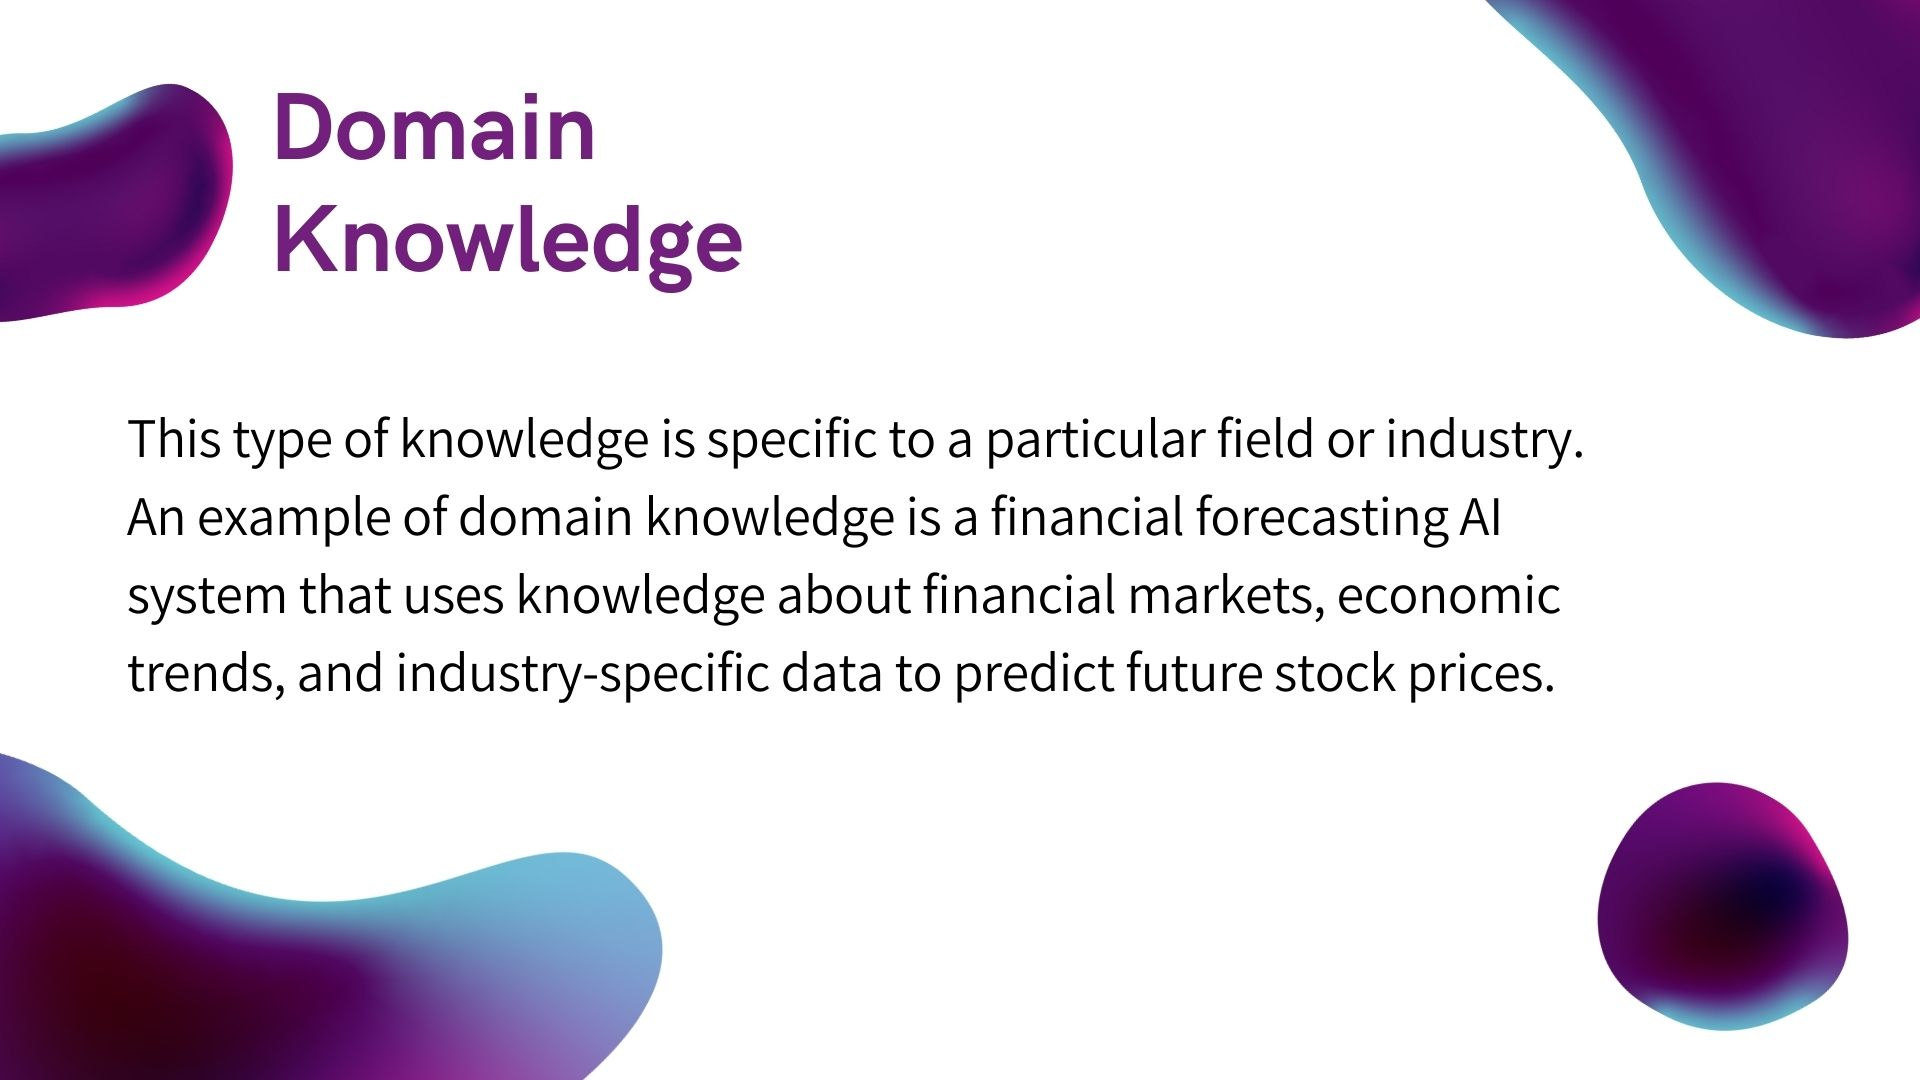 Domain
Knowledge
This type of knowledge is specific to a particular field or industry.
An example of domain knowledge is a financial forecasting AI
system that uses knowledge about financial markets, economic
trends, and industry-specific data to predict future stock prices.